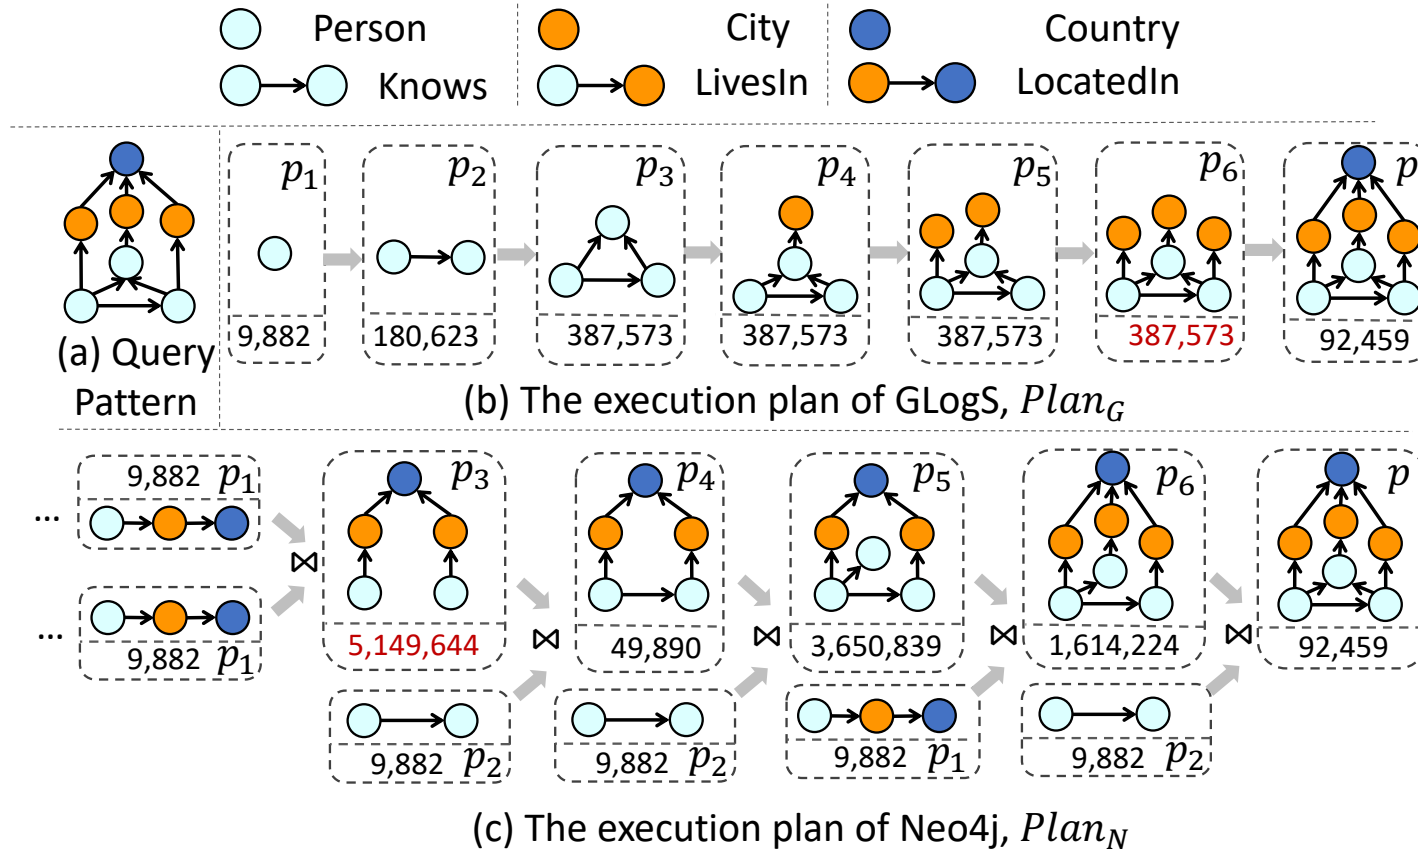 Person
City
Country
Knows
LivesIn
LocatedIn
p₁
p₂
p₃
p₄
p₅
p₆
p
9,882
180,623
387,573
387,573
387,573
387,573
92,459
(a) Query
Pattern
(b) The execution plan of GLogS, Plan_G
9,882 p₁
...
...
9,882 p₁
⋈
p₃
5,149,644
⋈
9,882 p₂
p₄
49,890
⋈
9,882 p₂
p₅
3,650,839
⋈
9,882 p₁
p₆
1,614,224
⋈
9,882 p₂
p
92,459
(c) The execution plan of Neo4j, Plan_N